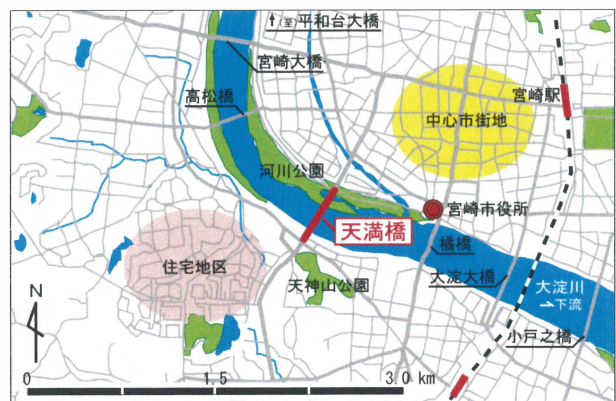 ↑(至)平和台大橋
宮崎大橋
高松橋
宮崎駅
中心市街地
河川公園
宮崎市役所
天満橋
橘橋
住宅地区
天神山公園
大淀大橋
大淀川
→下流
小戸之橋
N
0 1.5 3.0 km